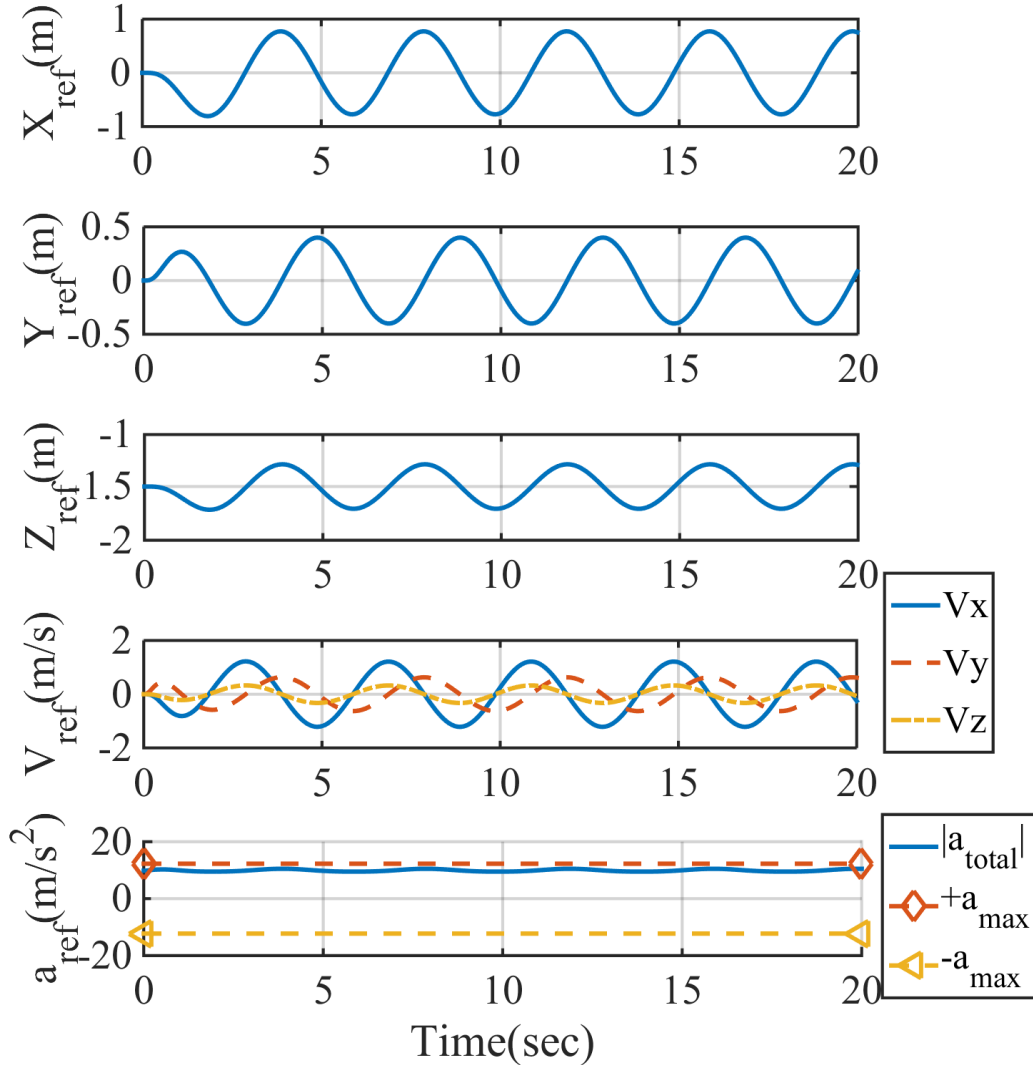 X_ref(m)
1
0
-1
0 5 10 15 20
Y_ref(m)
0.5
0
-0.5
0 5 10 15 20
Z_ref(m)
-1
1.5
-2
0 5 10 15 20
V_ref(m/s)
2
0
-2
0 5 10 15 20
Vx
Vy
Vz
a_ref(m/s^2)
20
0
-20
0 5 10 15 20
|a_total|
+a_max
-a_max
Time(sec)